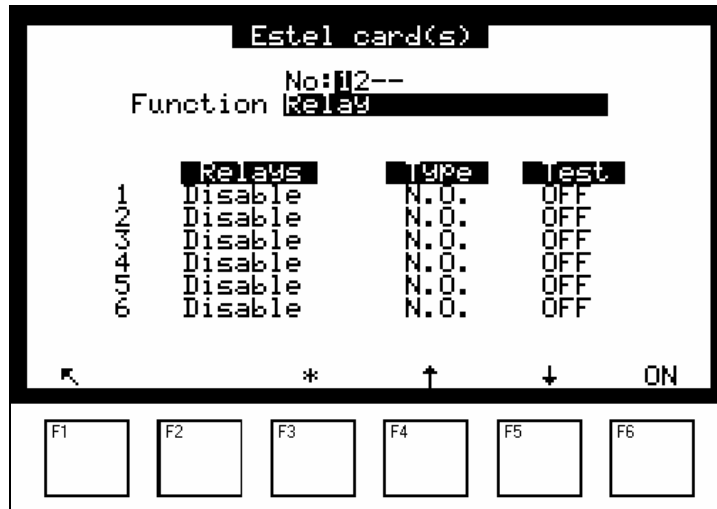 Estel card(s)
No:12--
Function Relay
Relays Type Test
1 Disable N.O. OFF
2 Disable N.O. OFF
3 Disable N.O. OFF
4 Disable N.O. OFF
5 Disable N.O. OFF
6 Disable N.O. OFF
↖ * ↑ ↓ ON
F1 F2 F3 F4 F5 F6